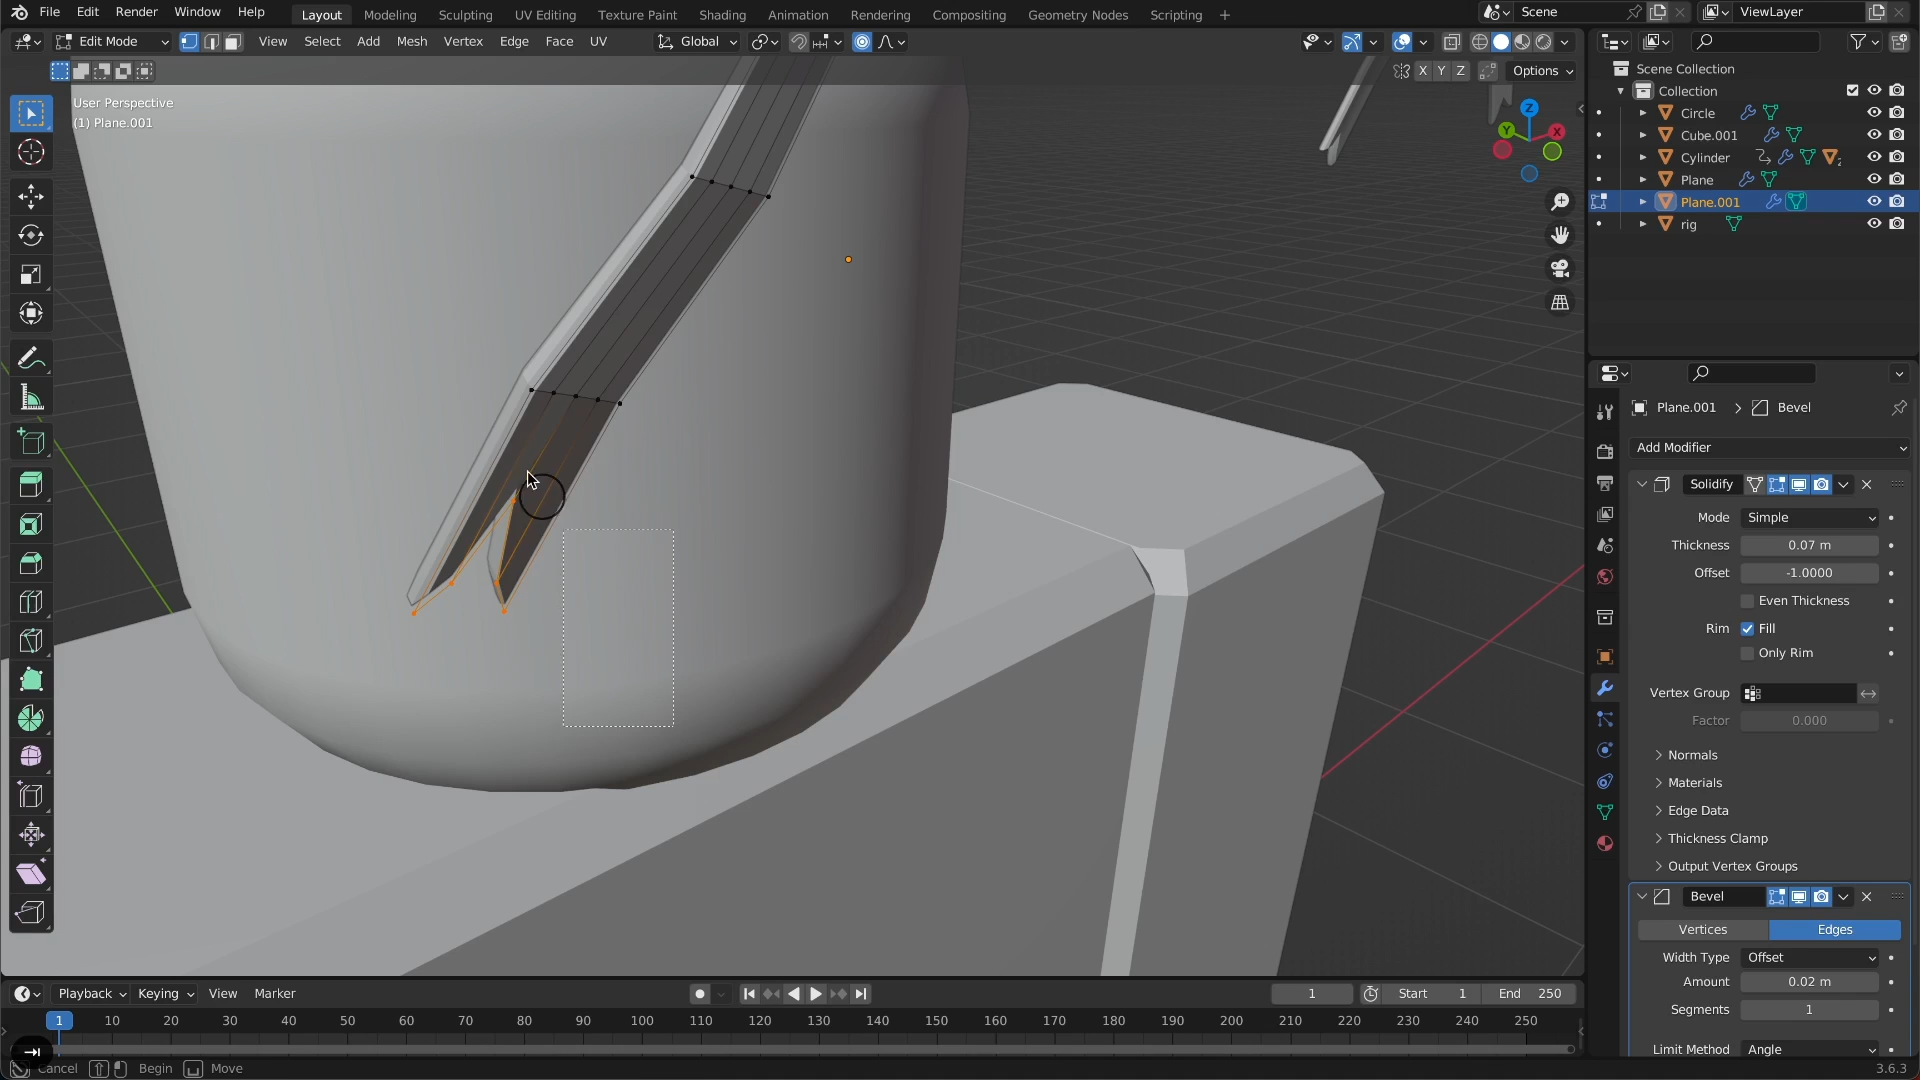 File Edit Render Window Help Layout Modeling Sculpting UV Editing Texture Paint Shading Animation Rendering Compositing Geometry Nodes Scripting + Scene ViewLayer
Edit Mode View Select Add Mesh Vertex Edge Face UV Global
X Y Z Options
User Perspective
(1) Plane.001
Z
Y X
Scene Collection
Collection
Circle
Cube.001
Cylinder 2
Plane
Plane.001
rig
Plane.001 > Bevel
Add Modifier
Solidify
Mode Simple
Thickness 0.07 m
Offset -1.0000
Even Thickness
Rim Fill
Only Rim
Vertex Group
Factor 0.000
Normals
Materials
Edge Data
Thickness Clamp
Output Vertex Groups
Bevel
Vertices Edges
Width Type Offset
Amount 0.02 m
Segments 1
Limit Method Angle
Playback Keying View Marker 1 Start 1 End 250
1 10 20 30 40 50 60 70 80 90 100 110 120 130 140 150 160 170 180 190 200 210 220 230 240 250
Cancel Begin Move 3.6.3